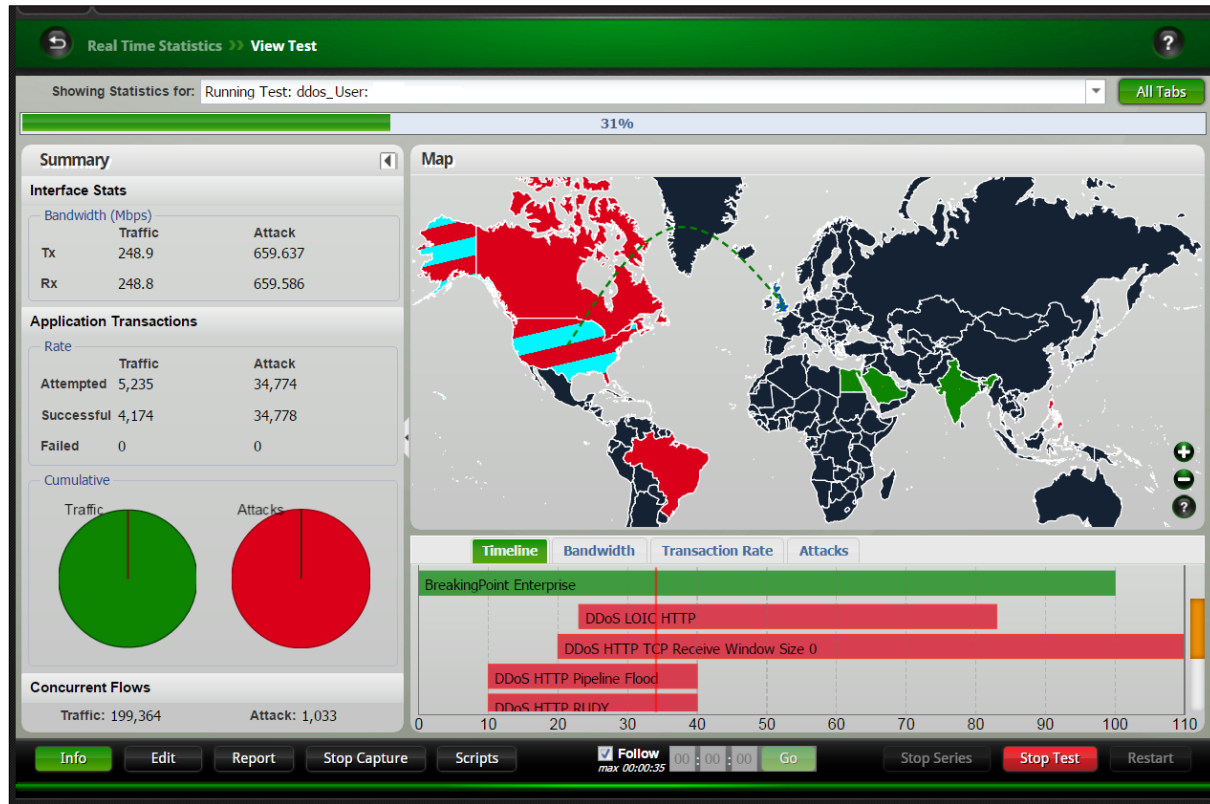 Real Time Statistics >> View Test
?
Showing Statistics for: Running Test: ddos_User:
All Tabs
31%
Summary
Interface Stats
Bandwidth (Mbps)
Traffic Attack
Tx 248.9 659.637
Rx 248.8 659.586
Application Transactions
Rate
Traffic Attack
Attempted 5,235 34,774
Successful 4,174 34,778
Failed 0 0
Cumulative
Traffic Attacks
Concurrent Flows
Traffic: 199,364 Attack: 1,033
Map
?
Timeline Bandwidth Transaction Rate Attacks
BreakingPoint Enterprise
DDoS LOIC HTTP
DDoS HTTP TCP Receive Window Size 0
DDoS HTTP Pipeline Flood
DDoS HTTP RUDY
0 10 20 30 40 50 60 70 80 90 100 110
Info Edit Report Stop Capture Scripts Follow 00 : 00 : 00 Go Stop Series Stop Test Restart
max 00:00:35